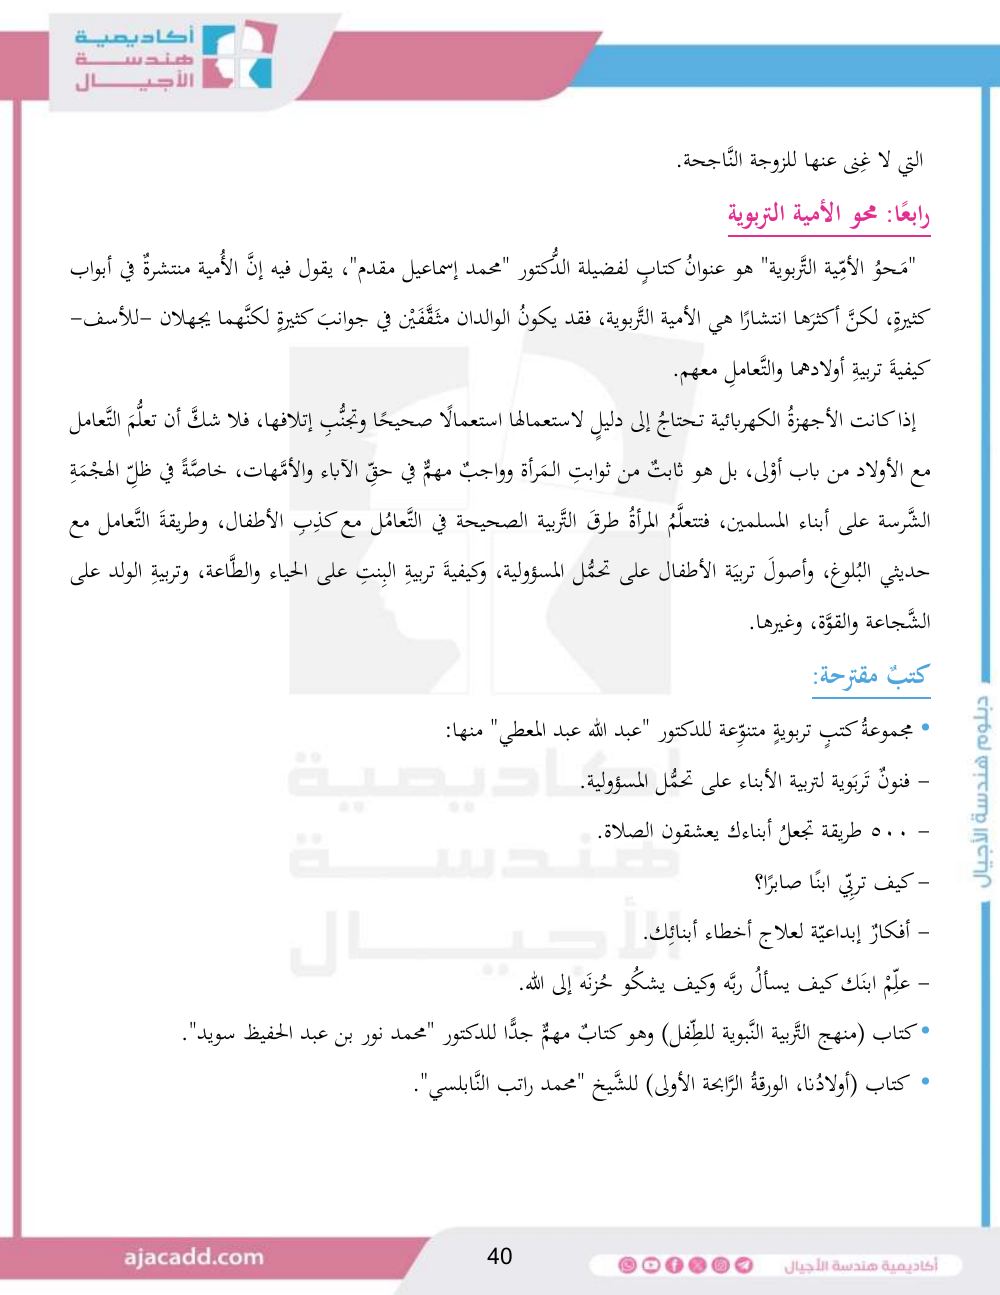 أكاديمية
هندسة
الأجيال
التي لا غِنى عنها للزوجة النَّاجحة.
رابعًا: محو الأمية التربوية
"مَحوُ الأمِّية التَّربوية" هو عنوانُ كتابٍ لفضيلة الدُّكتور "محمد إسماعيل مقدم"، يقول فيه إنَّ الأُمية منتشرةٌ في أبواب
كثيرةٍ، لكنَّ أكثرَها انتشارًا هي الأمية التَّربوية، فقد يكونُ الوالدان مثَقَّفَيْن في جوانبَ كثيرةٍ لكنَّهما يجهلان –للأسف–
كيفيةَ تربيةِ أولادهما والتَّعاملِ معهم.
إذا كانت الأجهزةُ الكهربائية تحتاجُ إلى دليلٍ لاستعمالها استعمالًا صحيحًا وتجنُّبِ إتلافها، فلا شكَّ أن تعلُّمَ التَّعامل
مع الأولاد من باب أوْلى، بل هو ثابتٌ من ثوابتِ المَرأة وواجبٌ مهمٌّ في حقِّ الآباء والأمَّهات، خاصَّةً في ظلِّ الهجْمَةِ
الشَّرسة على أبناء المسلمين، فتتعلَّمُ المرأةُ طرقَ التَّربية الصحيحة في التَّعامُل مع كذِبِ الأطفال، وطريقةَ التَّعامل مع
حديثي البُلوغ، وأصولَ تربيَة الأطفال على تحمُّل المسؤولية، وكيفيةَ تربيةِ البِنتِ على الحياء والطَّاعة، وتربيةِ الولد على
الشَّجاعة والقوَّة، وغيرها.
كتبٌ مقترحة:
• مجموعةُ كتبٍ تربويةٍ متنوِّعة للدكتور "عبد الله عبد المعطي" منها:
– فنونٌ تَربَوية لتربية الأبناء على تحمُّل المسؤولية.
– ٥٠٠ طريقة تجعلُ أبناءك يعشقون الصلاة.
– كيف تربِّي ابنًا صابرًا؟
– أفكارٌ إبداعيّة لعلاج أخطاء أبنائِك.
– علِّمْ ابنَك كيف يسألُ ربَّه وكيف يشكُو حُزنَه إلى الله.
• كتاب (منهج التَّربية النَّبوية للطِّفل) وهو كتابٌ مهمٌّ جدًّا للدكتور "محمد نور بن عبد الحفيظ سويد".
• كتاب (أولادُنا، الورقةُ الرَّابحة الأولى) للشَّيخ "محمد راتب النَّابلسي".
أكاديمية
هندسة
الأجيال
دبلوم هندسة الأجيال
ajacadd.com
40
أكاديمية هندسة الأجيال